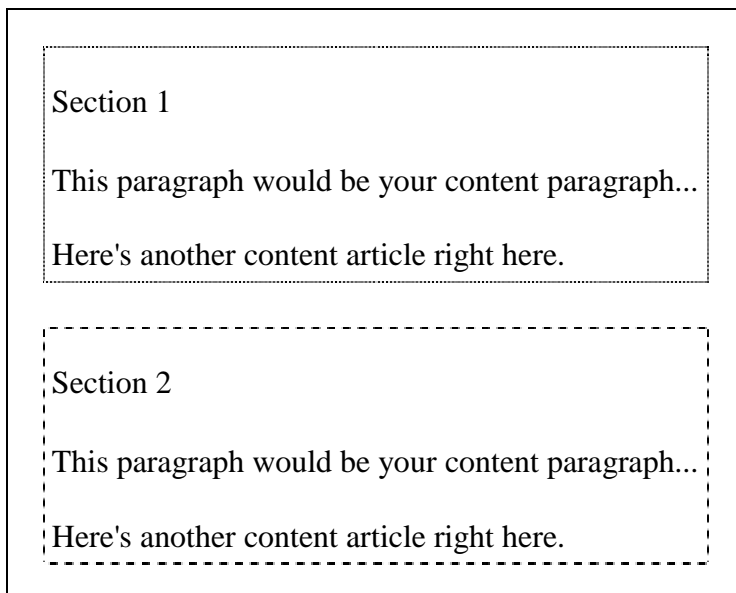 Section 1
This paragraph would be your content paragraph...
Here's another content article right here.
Section 2
This paragraph would be your content paragraph...
Here's another content article right here.